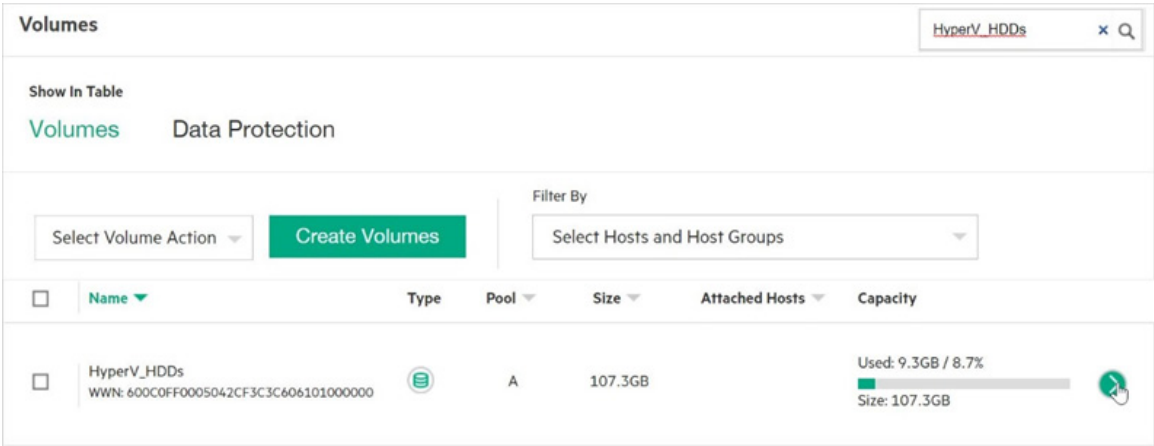 Volumes
HyperV_HDDs
Show In Table
Volumes Data Protection
Filter By
Select Volume Action Create Volumes Select Hosts and Host Groups
Name Type Pool Size Attached Hosts Capacity
HyperV_HDDs
WWN: 600C0FF0005042CF3C3C606101000000
A 107.3GB
Used: 9.3GB / 8.7%
Size: 107.3GB